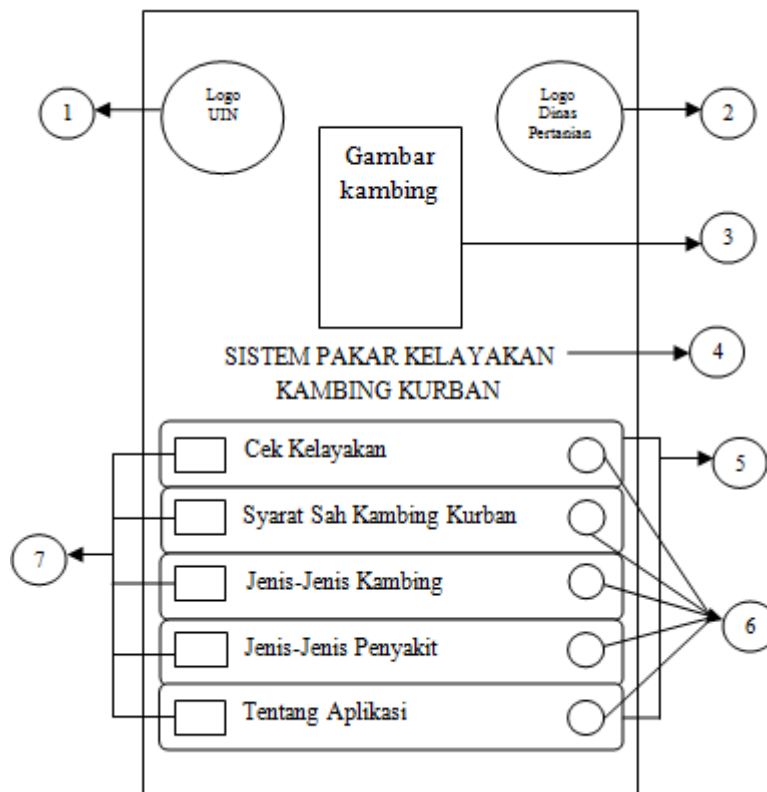 Logo
UIN
1
Logo
Dinas
Pertanian
2
Gambar
kambing
3
SISTEM PAKAR KELAYAKAN
KAMBING KURBAN
4
Cek Kelayakan
5
Syarat Sah Kambing Kurban
7
Jenis-Jenis Kambing
6
Jenis-Jenis Penyakit
Tentang Aplikasi